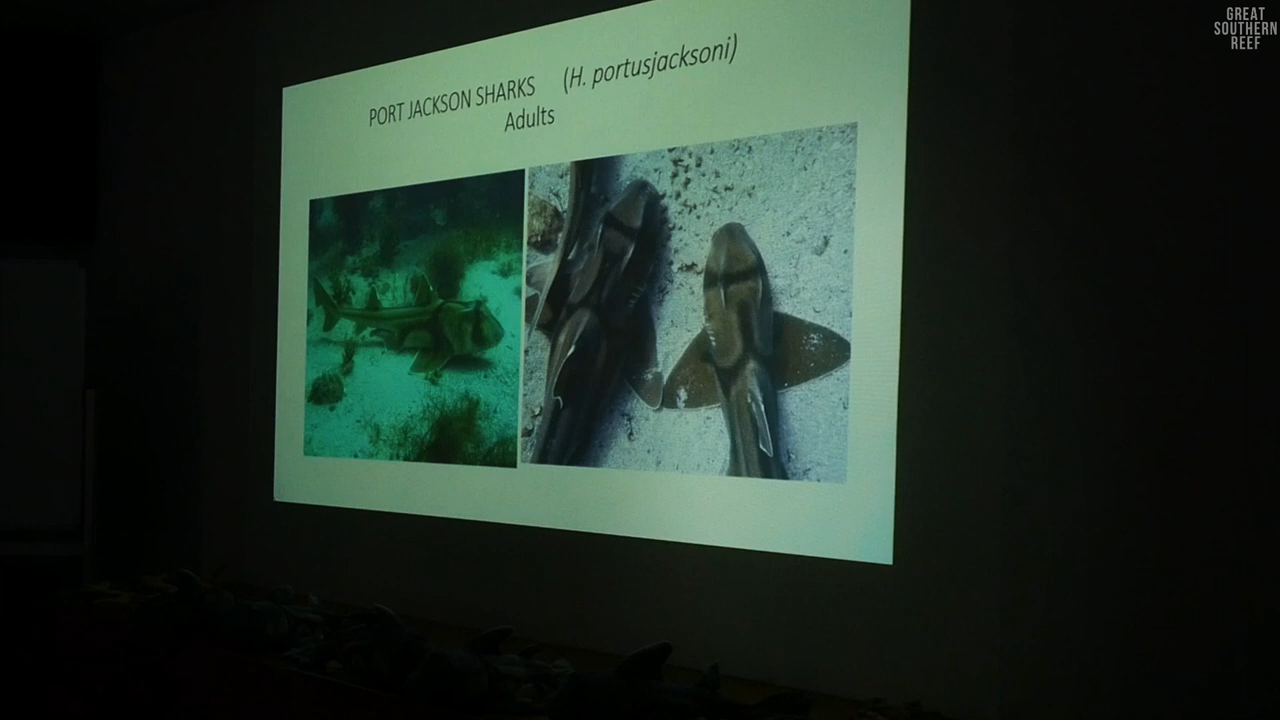 PORT JACKSON SHARKS (H. portusjacksoni)
Adults
GREAT
SOUTHERN
REEF